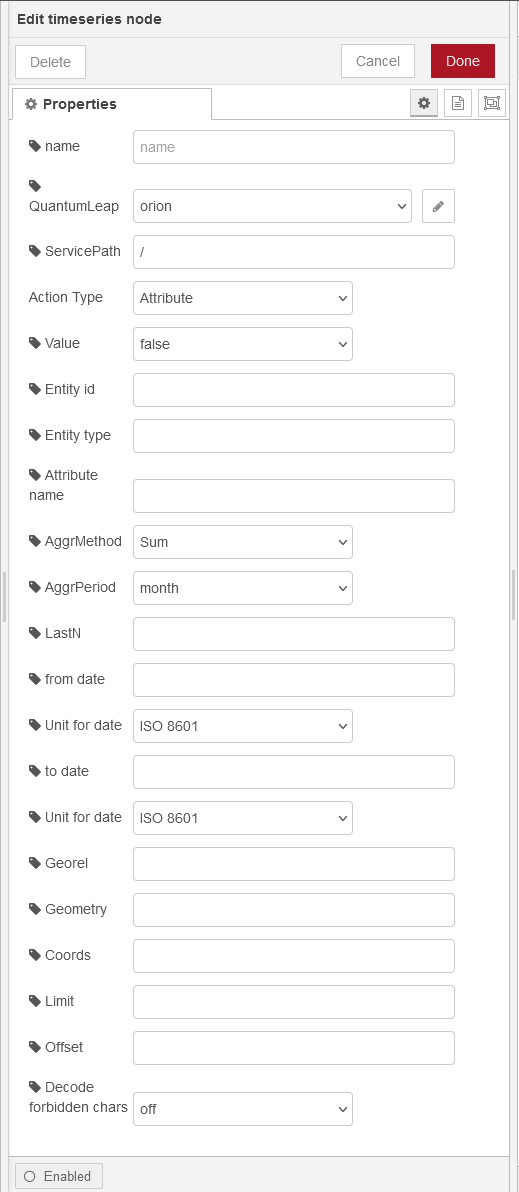 Edit timeseries node
Delete
Cancel
Done
Properties
name
name
QuantumLeap
orion
ServicePath
/
Action Type
Attribute
Value
false
Entity id
Entity type
Attribute
name
AggrMethod
Sum
AggrPeriod
month
LastN
from date
Unit for date
ISO 8601
to date
Unit for date
ISO 8601
Georel
Geometry
Coords
Limit
Offset
Decode
forbidden chars
off
Enabled